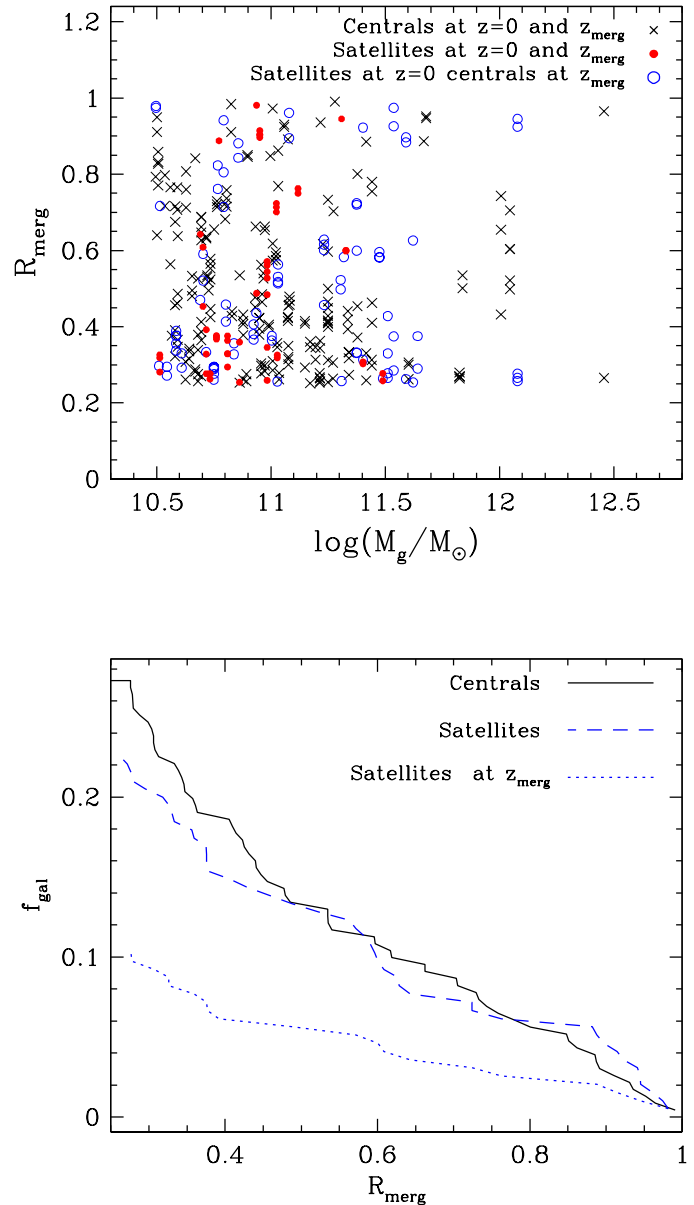 Centrals at z=0 and z_merg
Satellites at z=0 and z_merg
Satellites at z=0 centrals at z_merg
1.2
1
0.8
0.6
0.4
0.2
0
R_merg
10.5 11 11.5 12 12.5
log(M_g/M_⊙)
Centrals
Satellites
Satellites at z_merg
0.2
0.1
0
f_gal
0.4 0.6 0.8 1
R_merg